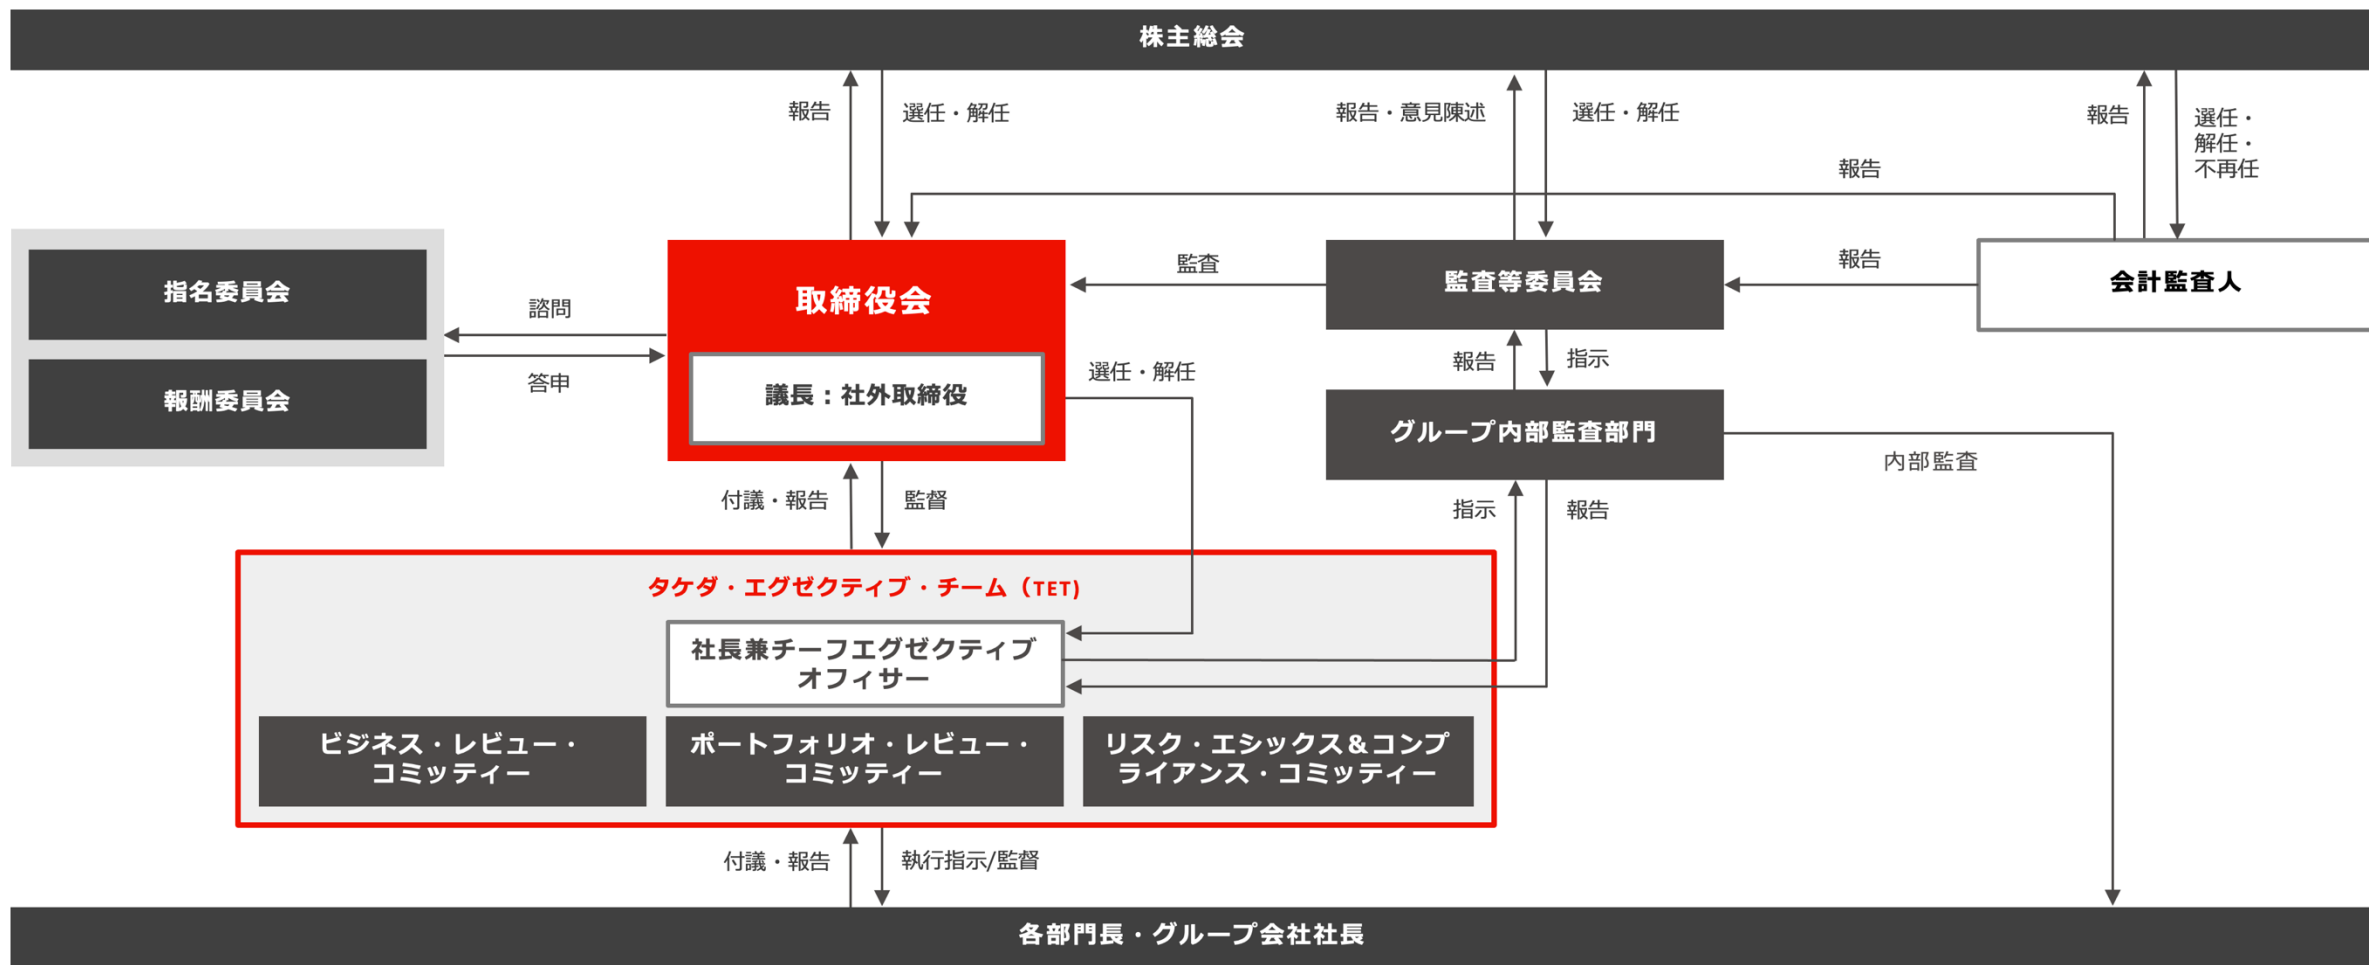 株主総会
報告
選任・解任
報告・意見陳述
選任・解任
報告
選任・
解任・
不再任
報告
指名委員会
報酬委員会
諮問
答申
取締役会
議長：社外取締役
監査
監査等委員会
報告
会計監査人
選任・解任
報告
指示
グループ内部監査部門
内部監査
付議・報告
監督
指示
報告
タケダ・エグゼクティブ・チーム（TET)
社長兼チーフエグゼクティブ
オフィサー
ビジネス・レビュー・
コミッティー
ポートフォリオ・レビュー・
コミッティー
リスク・エシックス＆コンプ
ライアンス・コミッティー
付議・報告
執行指示/監督
各部門長・グループ会社社長